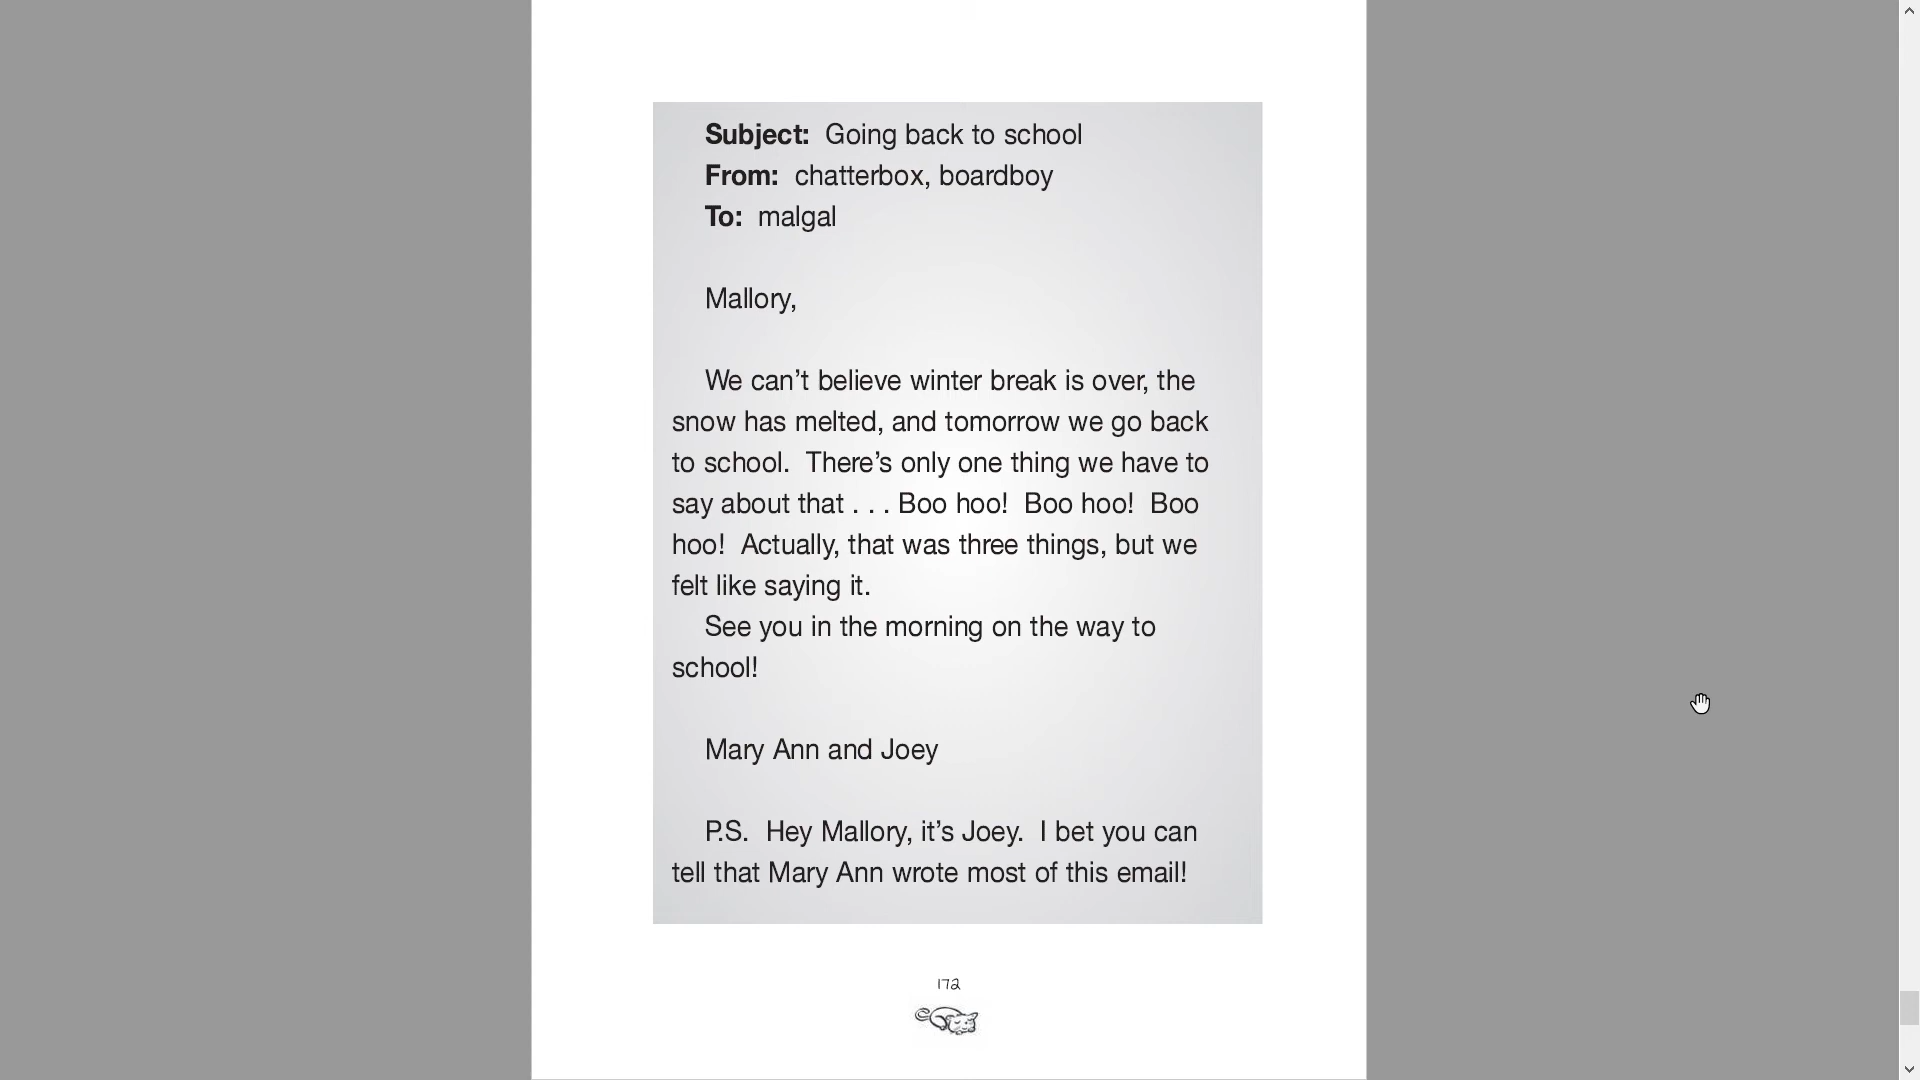 Subject:  Going back to school
From:  chatterbox, boardboy
To:  malgal
Mallory,
We can’t believe winter break is over, the
snow has melted, and tomorrow we go back
to school.  There’s only one thing we have to
say about that . . . Boo hoo!  Boo hoo!  Boo
hoo!  Actually, that was three things, but we
felt like saying it.
See you in the morning on the way to
school!
Mary Ann and Joey
P.S.  Hey Mallory, it’s Joey.  I bet you can
tell that Mary Ann wrote most of this email!
172